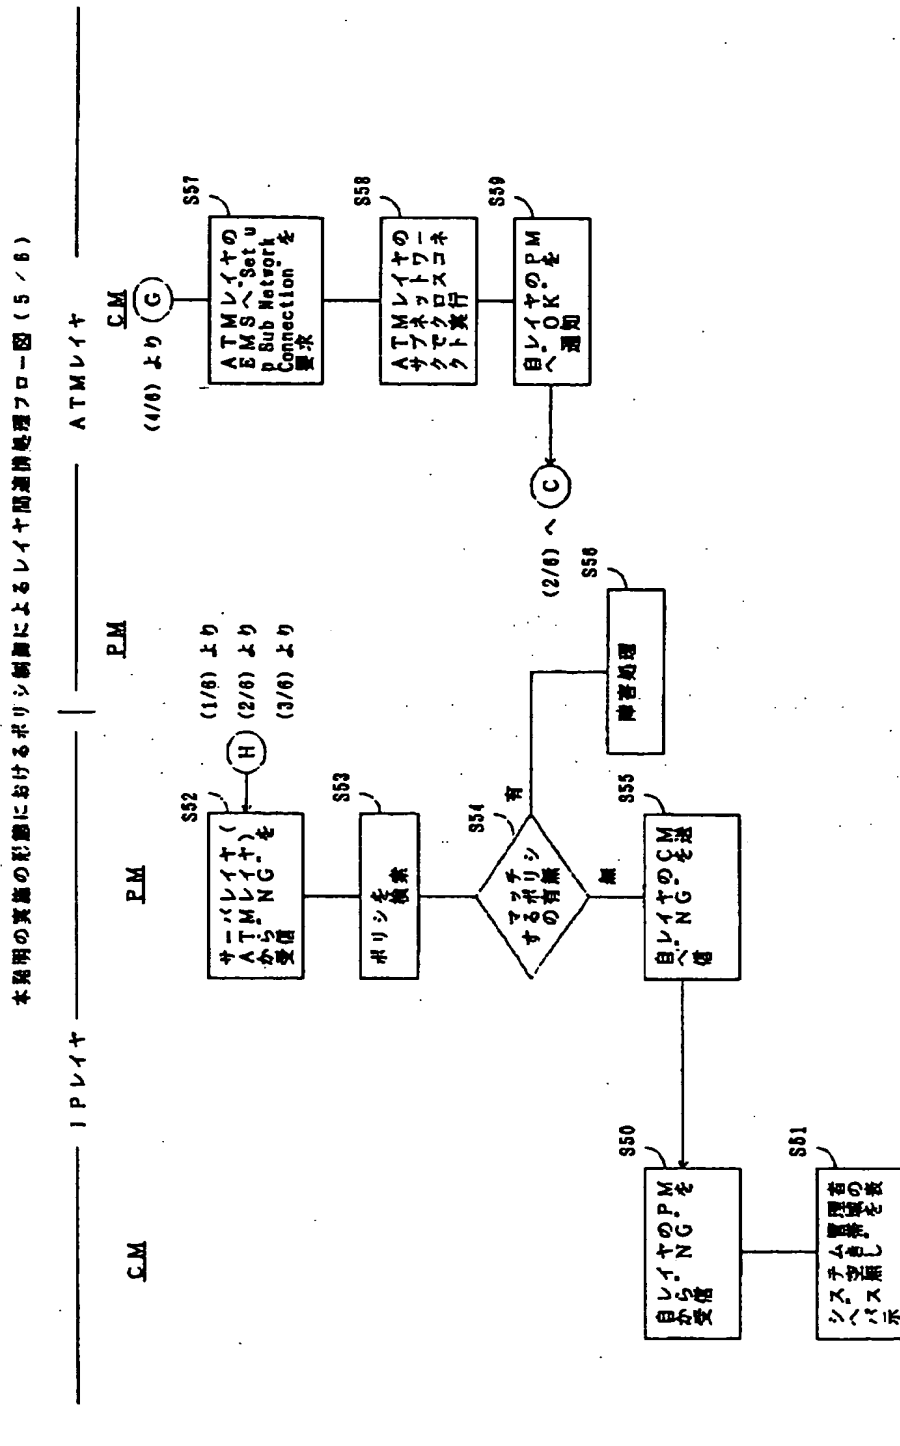 本発明の実施の形態におけるポリシ制御によるレイヤ間連携処理フロー図(5/6)
IPレイヤ
ATMレイヤ
CM
PM
PM
CM
S50
自レイヤのPM
から"NG"を
受信
S51
システム管理者
へ"空き帯域の
パス無し"を表
示
S52
サーバレイヤ(
ATMレイヤ)
から"NG"を
受信
H
(1/6)より
(2/6)より
(3/6)より
S53
ポリシを
検索
S54
マッチ
するポリシ
の有無
有
無
S55
自レイヤのCM
へ"NG"を送
信
S56
障害処理
(4/6)より
G
S57
ATMレイヤの
EMSへ"Set u
p Sub Network
Connection"を
要求
S58
ATMレイヤの
サブネットワー
クでクロスコネ
クト実行
S59
自レイヤのPM
へ"OK"を
通知
(2/6)へ
C